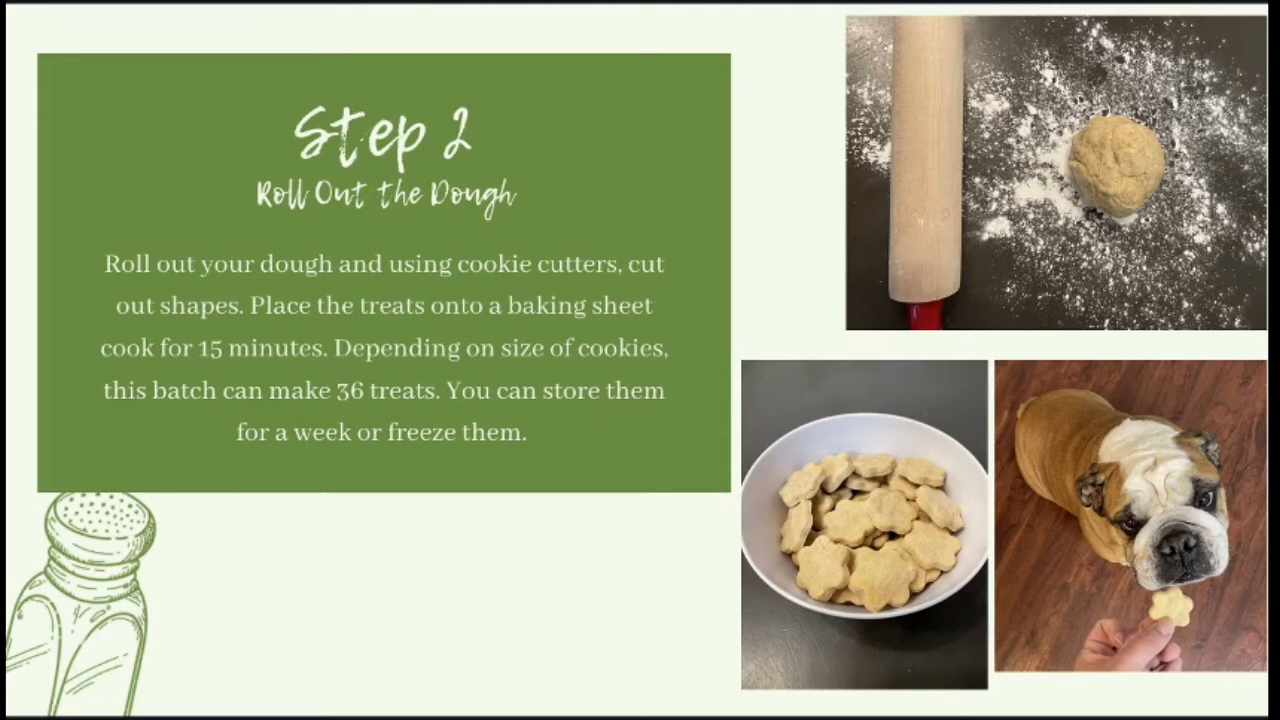 Step 2
Roll Out the Dough
Roll out your dough and using cookie cutters, cut
out shapes. Place the treats onto a baking sheet
cook for 15 minutes. Depending on size of cookies,
this batch can make 36 treats. You can store them
for a week or freeze them.